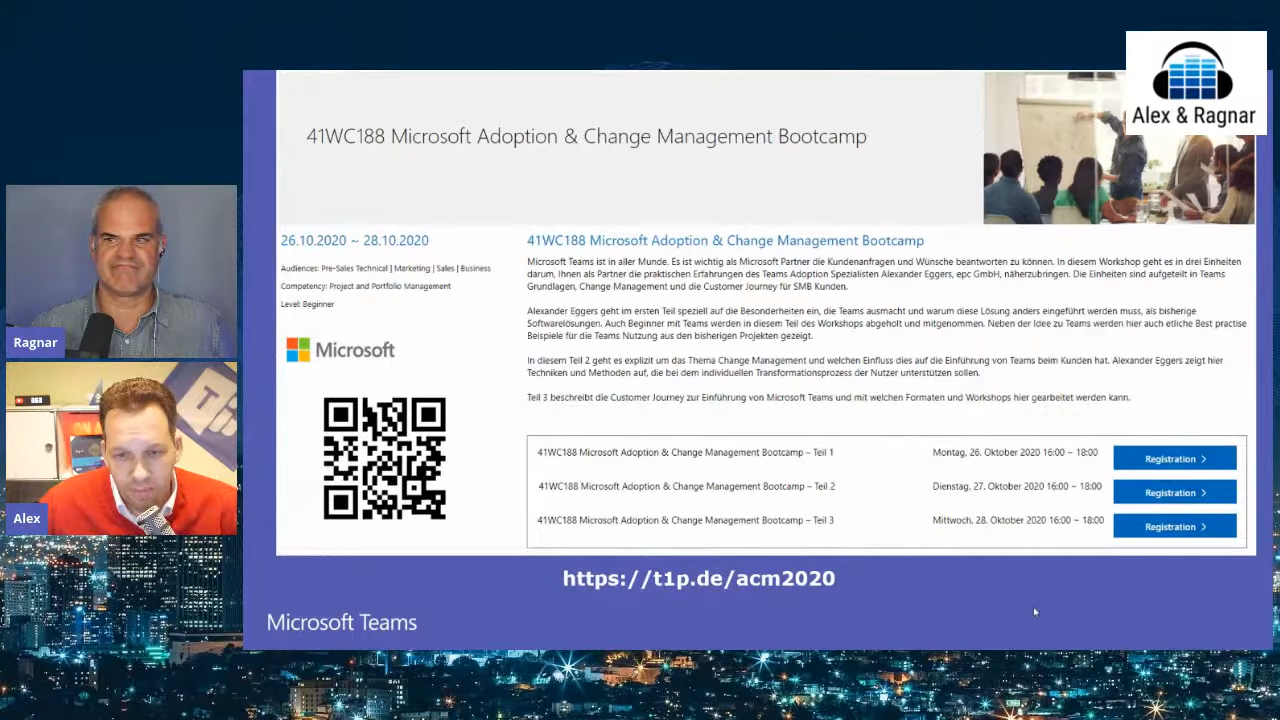 Alex & Ragnar
41WC188 Microsoft Adoption & Change Management Bootcamp
26.10.2020 ~ 28.10.2020
Audiences: Pre-Sales Technical | Marketing | Sales | Business
Competency: Project and Portfolio Management
Level: Beginner
Microsoft
41WC188 Microsoft Adoption & Change Management Bootcamp
Microsoft Teams ist in aller Munde. Es ist wichtig als Microsoft Partner die Kundenanfragen und Wünsche beantworten zu können. In diesem Workshop geht es in drei Einheiten
darum, Ihnen als Partner die praktischen Erfahrungen des Teams Adoption Spezialisten Alexander Eggers, epc GmbH, näherzubringen. Die Einheiten sind aufgeteilt in Teams
Grundlagen, Change Management und die Customer Journey für SMB Kunden.
Alexander Eggers geht im ersten Teil speziell auf die Besonderheiten ein, die Teams ausmacht und warum diese Lösung anders eingeführt werden muss, als bisherige
Softwarelösungen. Auch Beginner mit Teams werden in diesem Teil des Workshops abgeholt und mitgenommen. Neben der Idee zu Teams werden hier auch etliche Best practise
Beispiele für die Teams Nutzung aus den bisherigen Projekten gezeigt.
In diesem Teil 2 geht es explizit um das Thema Change Management und welchen Einfluss dies auf die Einführung von Teams beim Kunden hat. Alexander Eggers zeigt hier
Techniken und Methoden auf, die bei dem individuellen Transformationsprozess der Nutzer unterstützen sollen.
Teil 3 beschreibt die Customer Journey zur Einführung von Microsoft Teams und mit welchen Formaten und Workshops hier gearbeitet werden kann.
41WC188 Microsoft Adoption & Change Management Bootcamp – Teil 1 Montag, 26. Oktober 2020 16:00 ~ 18:00 Registration >
41WC188 Microsoft Adoption & Change Management Bootcamp – Teil 2 Dienstag, 27. Oktober 2020 16:00 ~ 18:00 Registration >
41WC188 Microsoft Adoption & Change Management Bootcamp – Teil 3 Mittwoch, 28. Oktober 2020 16:00 ~ 18:00 Registration >
https://t1p.de/acm2020
Microsoft Teams
Ragnar
Alex